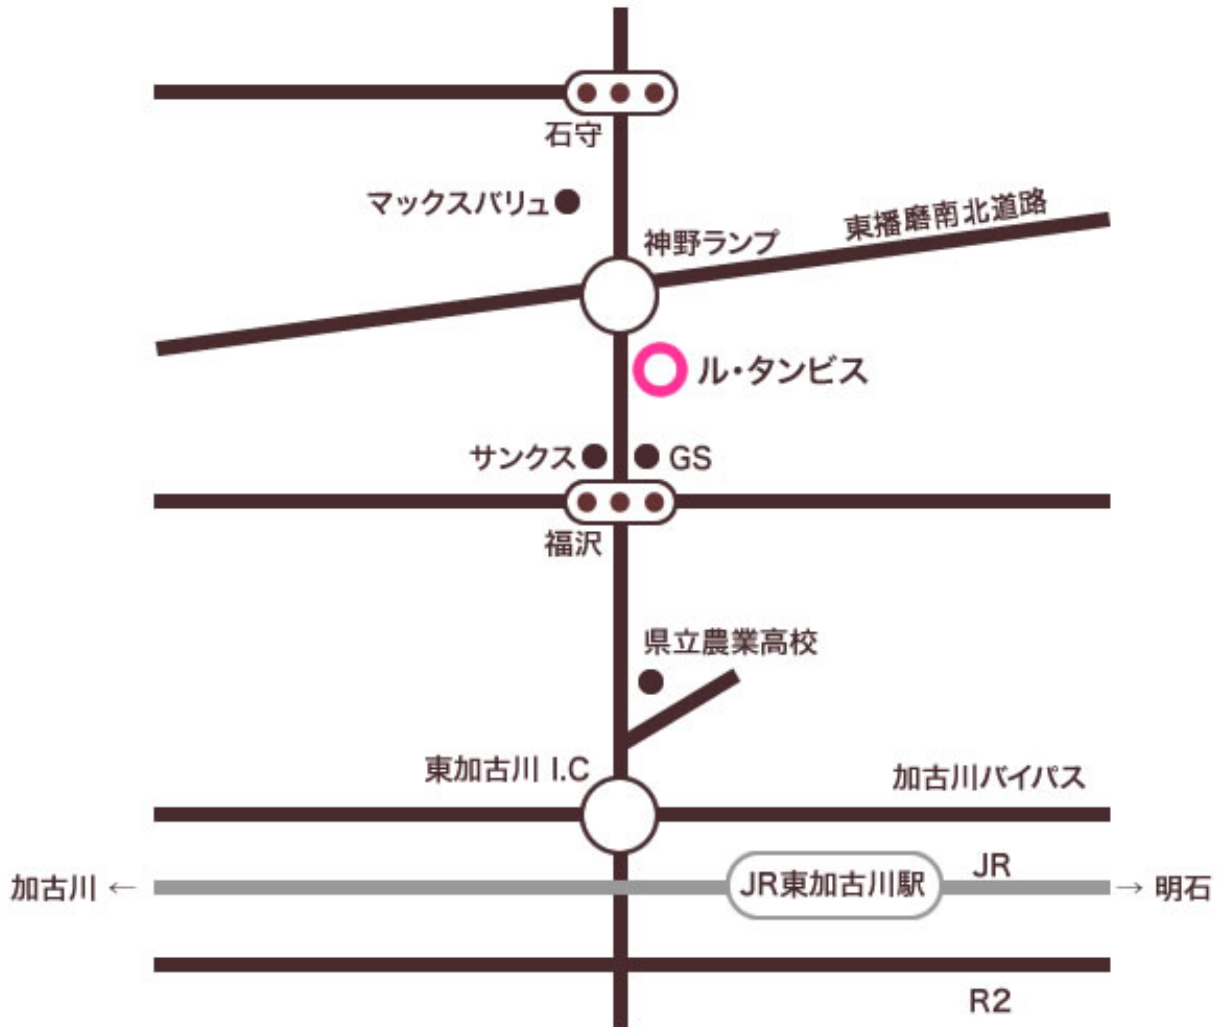 石守
マックスバリュ
神野ランプ
東播磨南北道路
ル・タンビス
サンクス
GS
福沢
県立農業高校
東加古川 I.C
加古川バイパス
JR
加古川 ←
JR東加古川駅
→ 明石
R2